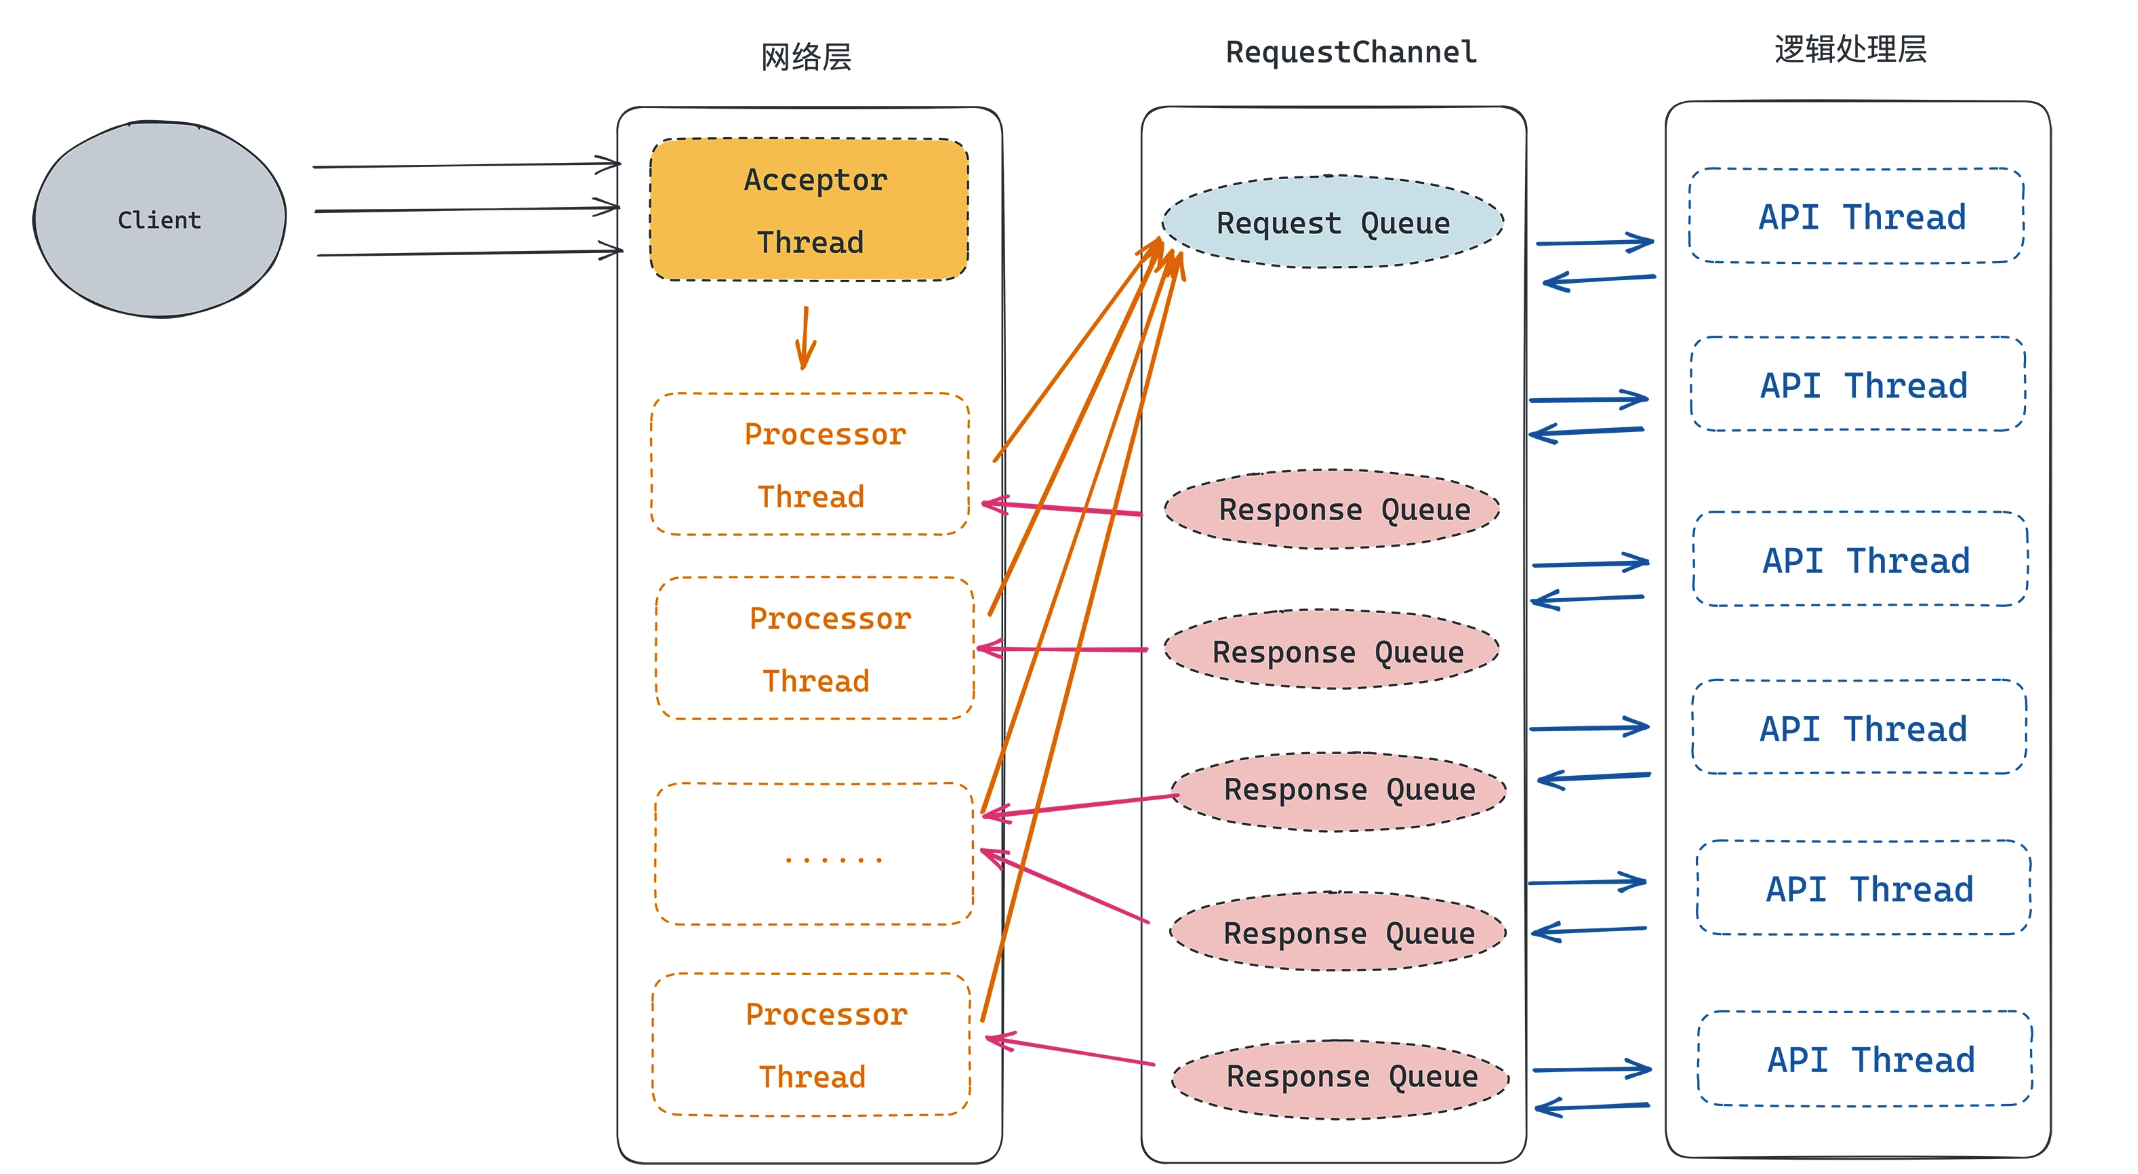 网络层
RequestChannel
逻辑处理层
Client
Acceptor
Thread
Processor
Thread
Processor
Thread
......
Processor
Thread
Request Queue
Response Queue
Response Queue
Response Queue
Response Queue
Response Queue
API Thread
API Thread
API Thread
API Thread
API Thread
API Thread